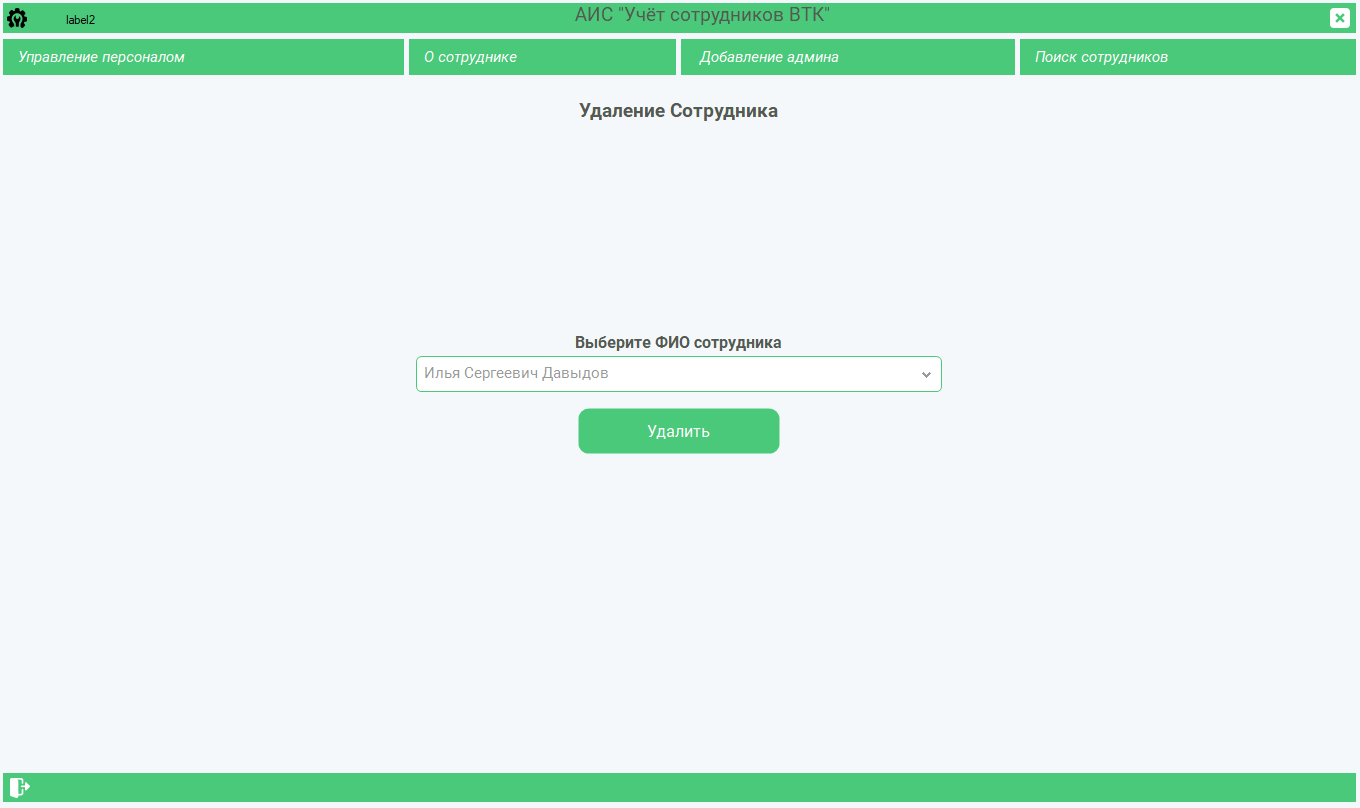 label2
АИС "Учёт сотрудников ВТК"
Управление персоналом
О сотруднике
Добавление админа
Поиск сотрудников
Удаление Сотрудника
Выберите ФИО сотрудника
Илья Сергеевич Давыдов
Удалить